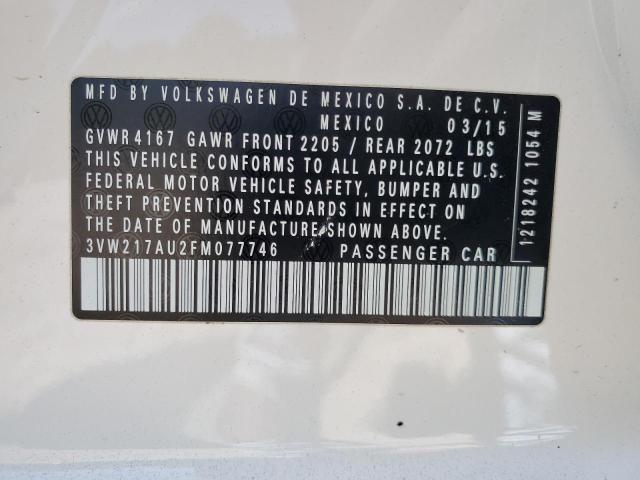 MFD BY VOLKSWAGEN DE MEXICO S.A. DE C.V.
MEXICO 03/15
GVWR 4167 GAWR FRONT 2205 / REAR 2072 LBS
THIS VEHICLE CONFORMS TO ALL APPLICABLE U.S.
FEDERAL MOTOR VEHICLE SAFETY, BUMPER AND
THEFT PREVENTION STANDARDS IN EFFECT ON
THE DATE OF MANUFACTURE SHOWN ABOVE.
3VW217AU2FM077746 PASSENGER CAR
1218242 1054 M